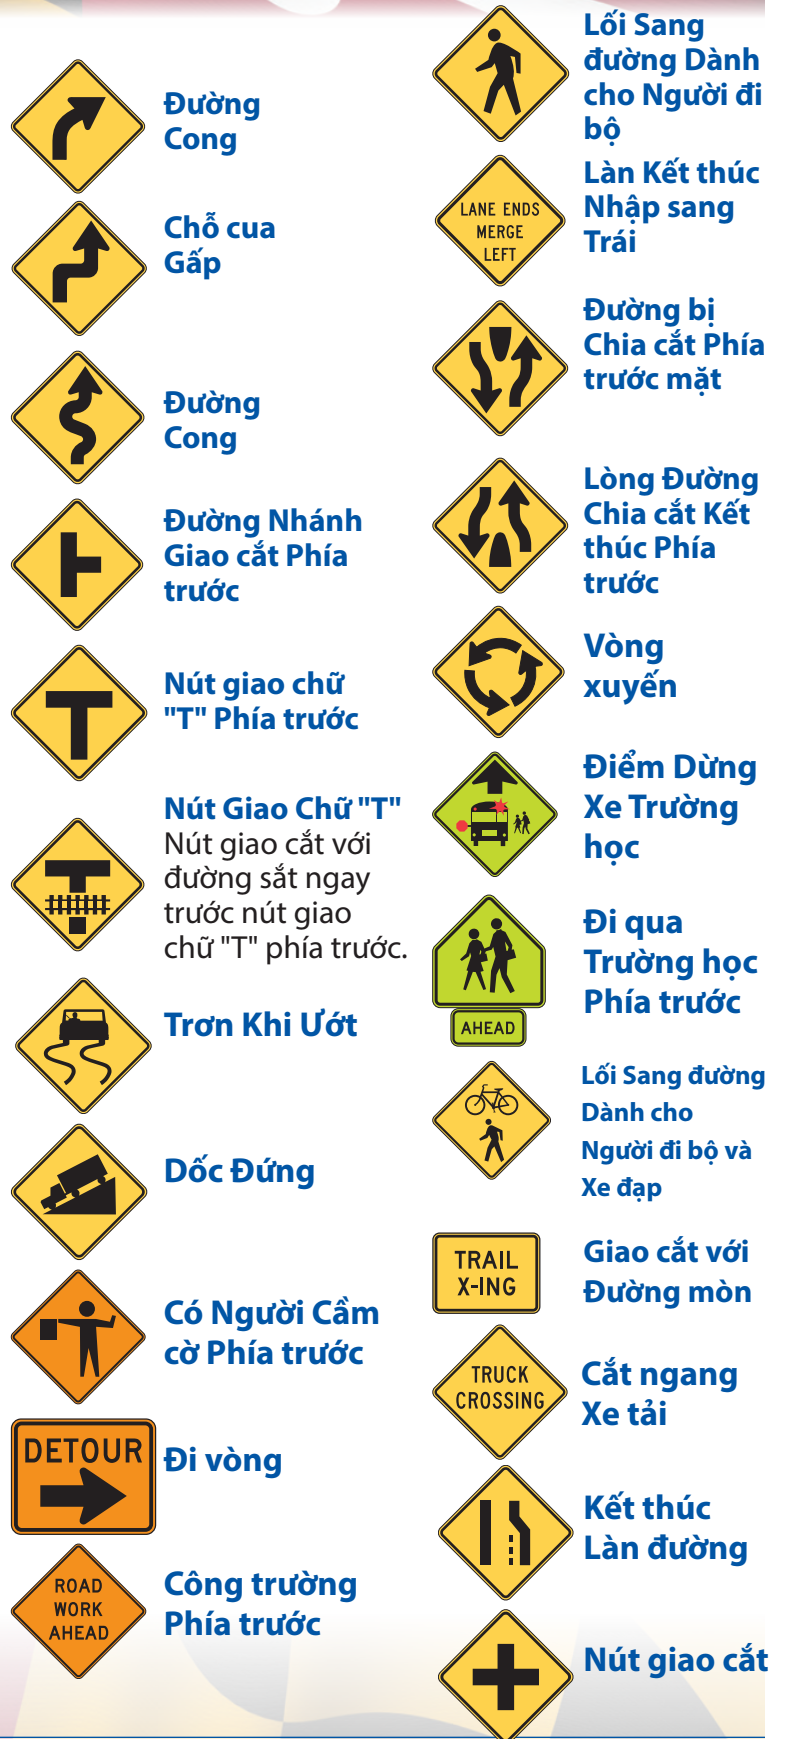 Đường
Cong
Chỗ cua
Gấp
Đường
Cong
Đường Nhánh
Giao cắt Phía
trước
Nút giao chữ
"T" Phía trước
Nút Giao Chữ "T"
Nút giao cắt với
đường sắt ngay
trước nút giao
chữ "T" phía trước.
Trơn Khi Ướt
Dốc Đứng
Có Người Cầm
cờ Phía trước
DETOUR
Đi vòng
ROAD
WORK
AHEAD
Công trường
Phía trước
Lối Sang
đường Dành
cho Người đi
bộ
LANE ENDS
MERGE
LEFT
Làn Kết thúc
Nhập sang
Trái
Đường bị
Chia cắt Phía
trước mặt
Lòng Đường
Chia cắt Kết
thúc Phía
trước
Vòng
xuyến
Điểm Dừng
Xe Trường
học
AHEAD
Đi qua
Trường học
Phía trước
Lối Sang đường
Dành cho
Người đi bộ và
Xe đạp
TRAIL
X-ING
Giao cắt với
Đường mòn
TRUCK
CROSSING
Cắt ngang
Xe tải
Kết thúc
Làn đường
Nút giao cắt